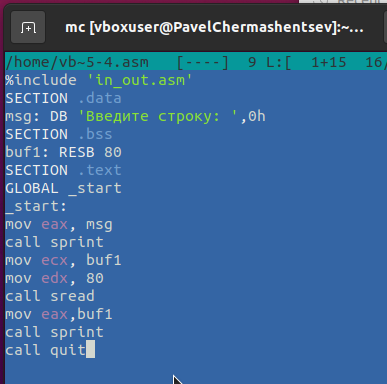 mc [vboxuser@PavelChermashentsev]:~...
/home/vb~5-4.asm [----] 9 L:[ 1+15 16/
%include 'in_out.asm'
SECTION .data
msg: DB 'Введите строку: ',0h
SECTION .bss
buf1: RESB 80
SECTION .text
GLOBAL _start
_start:
mov eax, msg
call sprint
mov ecx, buf1
mov edx, 80
call sread
mov eax,buf1
call sprint
call quit